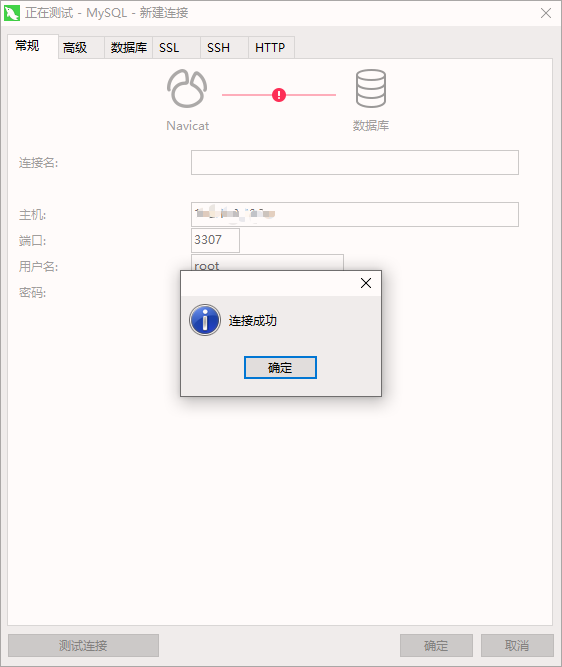 正在测试 - MySQL - 新建连接
常规 高级 数据库 SSL SSH HTTP
Navicat 数据库
连接名:
主机:
端口: 3307
用户名: root
密码:
连接成功
确定
测试连接 确定 取消